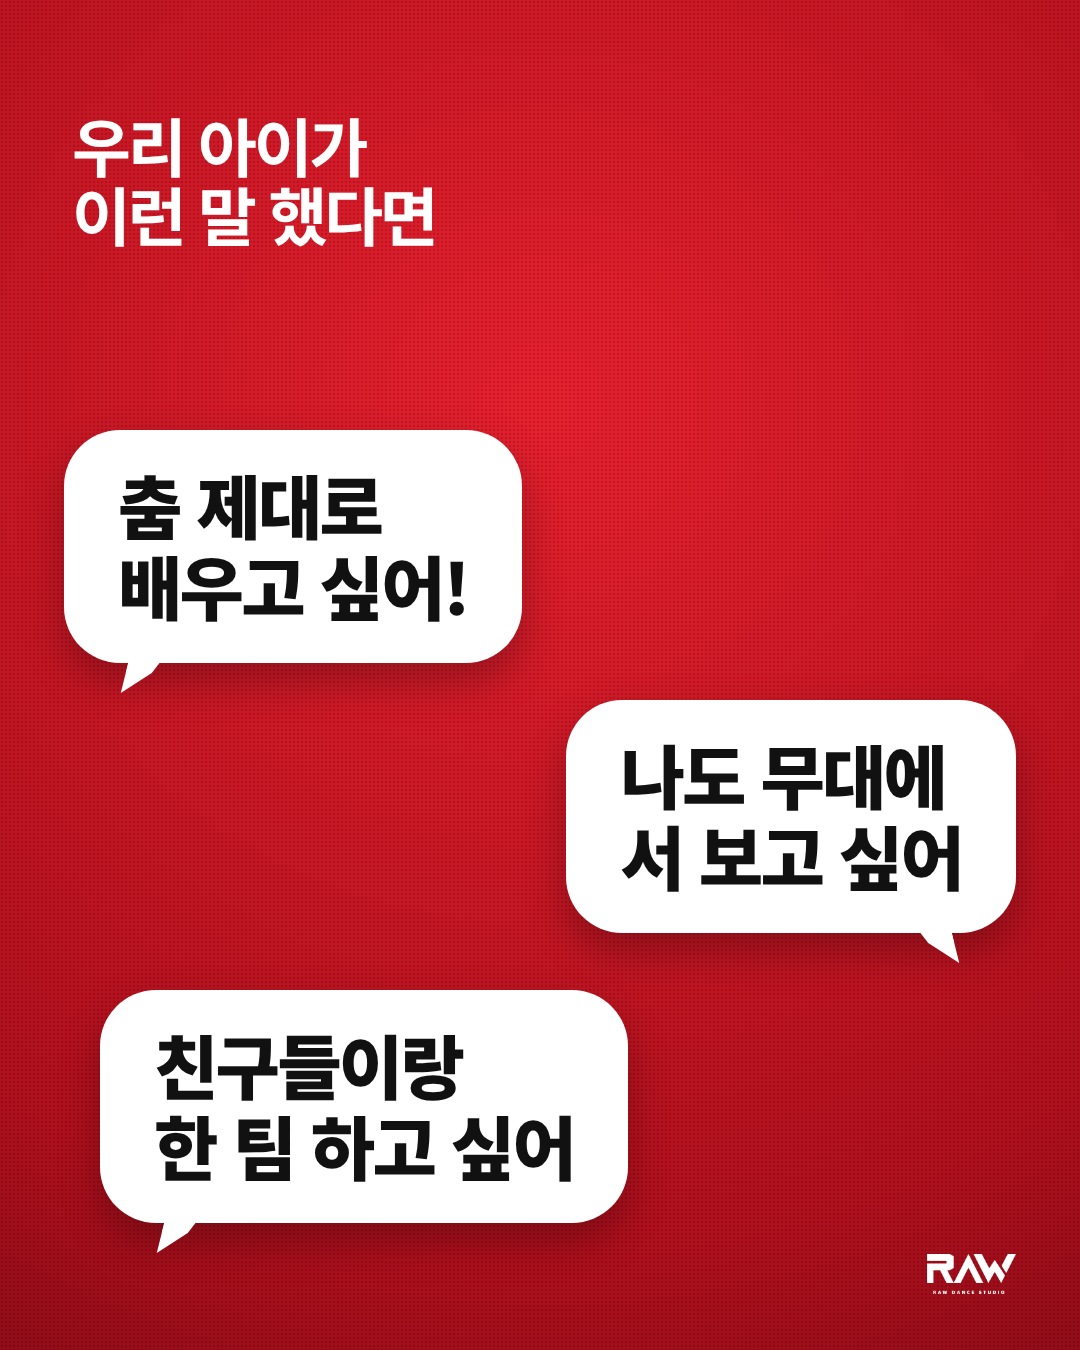 우리 아이가
이런 말 했다면
춤 제대로
배우고 싶어!
나도 무대에
서 보고 싶어
친구들이랑
한 팀 하고 싶어
RAW
RAW DANCE STUDIO